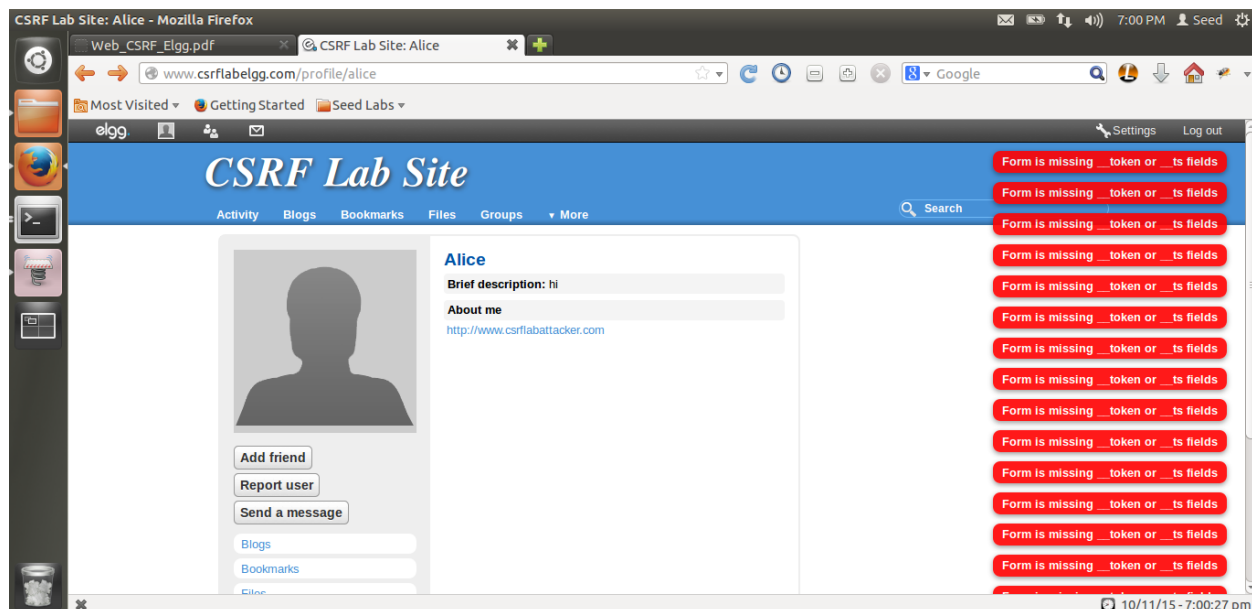 CSRF Lab Site: Alice - Mozilla Firefox
7:00 PM Seed
Web_CSRF_Elgg.pdf
CSRF Lab Site: Alice
www.csrflabelgg.com/profile/alice
Google
Most Visited
Getting Started
Seed Labs
elgg.
Settings
Log out
CSRF Lab Site
Activity Blogs Bookmarks Files Groups ▾ More
Search
Alice
Brief description: hi
About me
http://www.csrflabattacker.com
Add friend
Report user
Send a message
Blogs
Bookmarks
Files
Form is missing __token or __ts fields
Form is missing __token or __ts fields
Form is missing __token or __ts fields
Form is missing __token or __ts fields
Form is missing __token or __ts fields
Form is missing __token or __ts fields
Form is missing __token or __ts fields
Form is missing __token or __ts fields
Form is missing __token or __ts fields
Form is missing __token or __ts fields
Form is missing __token or __ts fields
Form is missing __token or __ts fields
Form is missing __token or __ts fields
Form is missing __token or __ts fields
10/11/15 - 7:00:27 pm